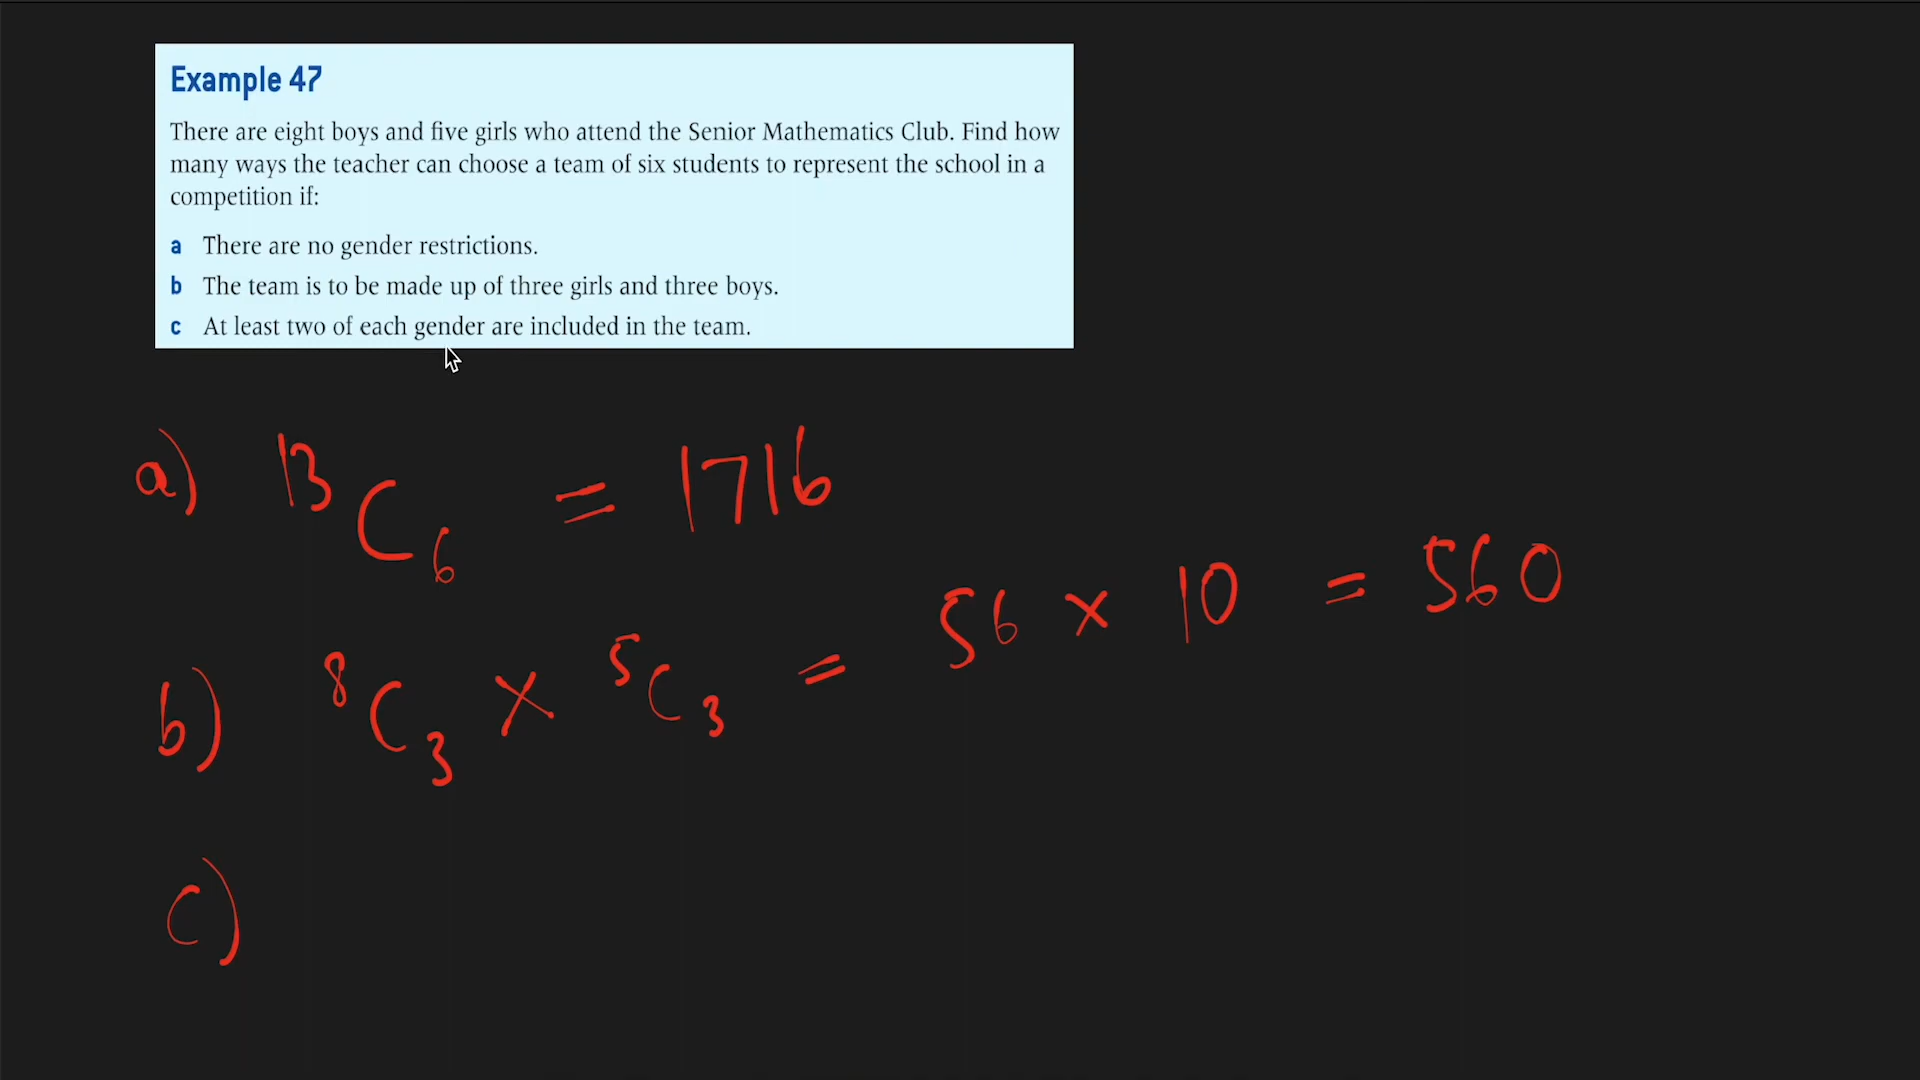 Example 47
There are eight boys and five girls who attend the Senior Mathematics Club. Find how
many ways the teacher can choose a team of six students to represent the school in a
competition if:
a There are no gender restrictions.
b The team is to be made up of three girls and three boys.
c At least two of each gender are included in the team.
a) ¹³C₆ = 1716
b) ⁸C₃ × ⁵C₃ = 56 × 10 = 560
c)